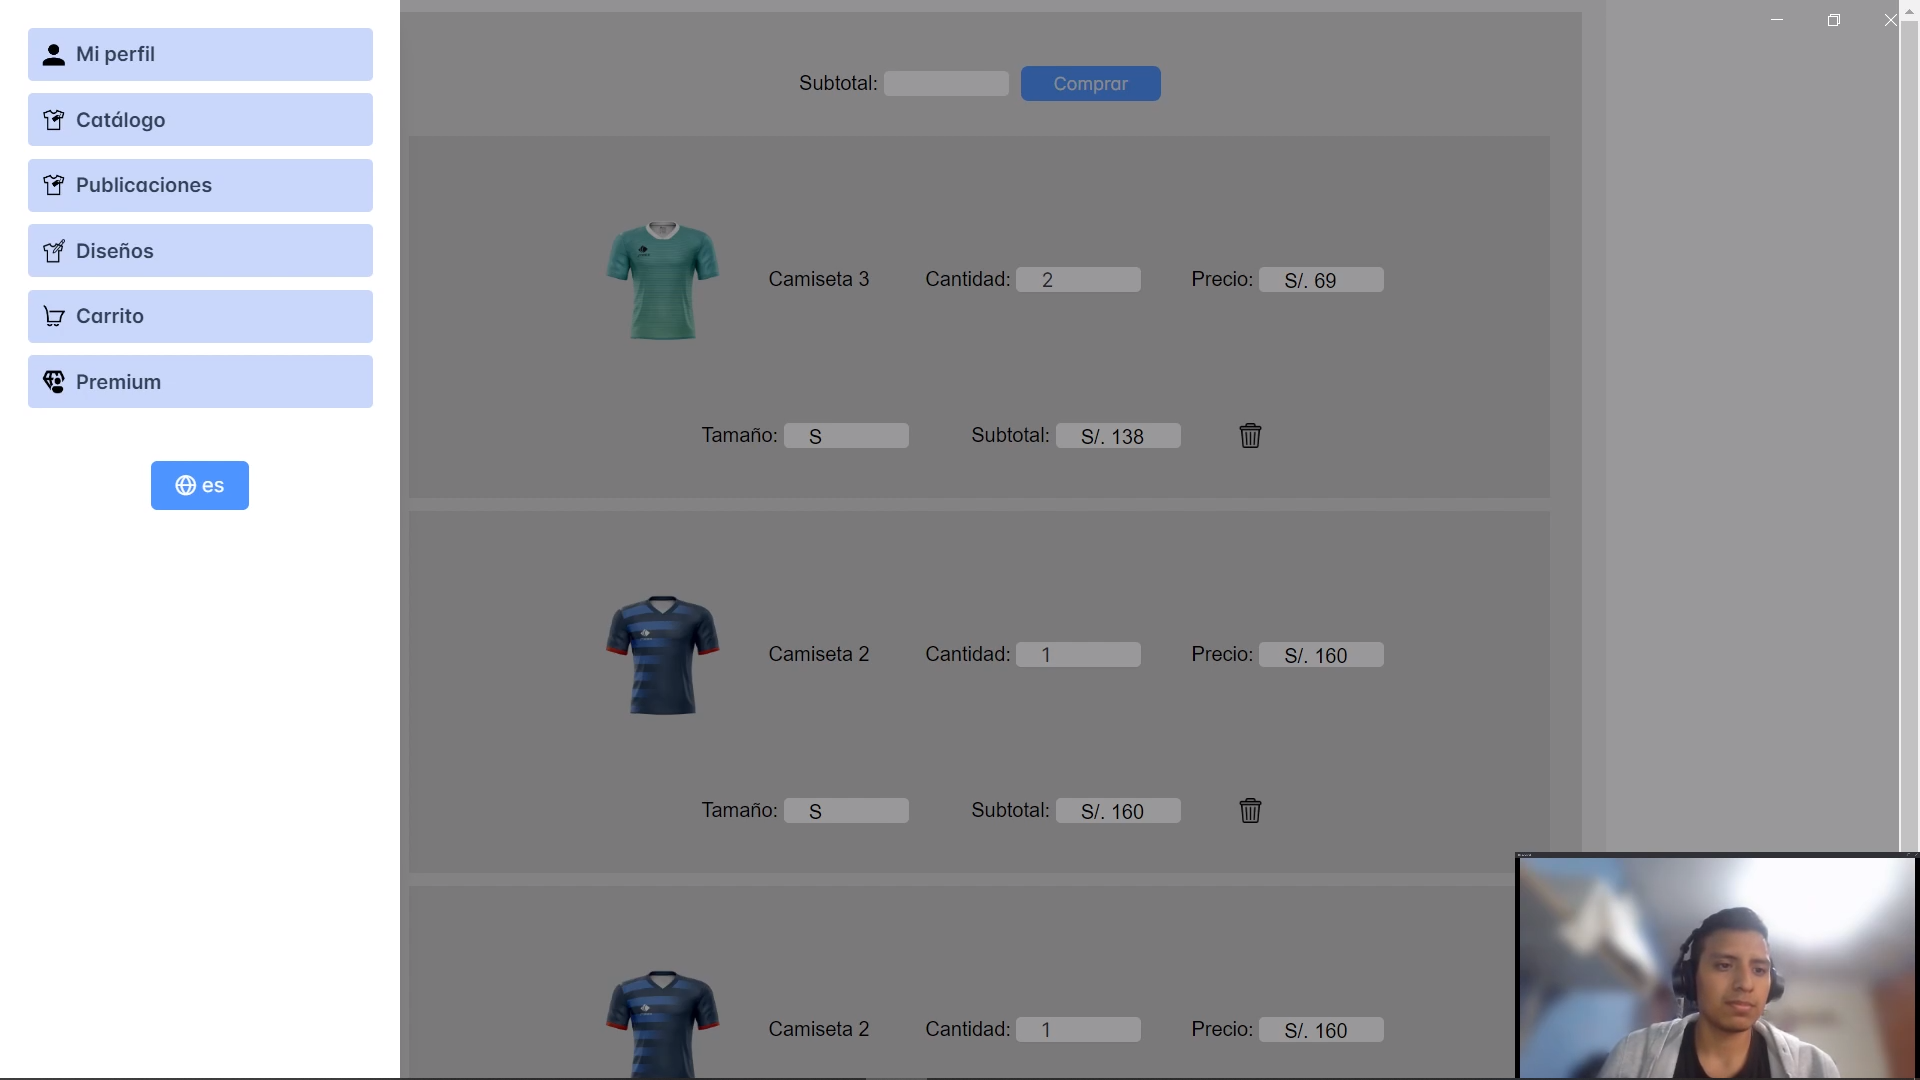 Mi perfil
Catálogo
Publicaciones
Diseños
Carrito
Premium
es
Subtotal:
Comprar
Camiseta 3
Cantidad: 2
Precio: S/. 69
Tamaño: S
Subtotal: S/. 138
Camiseta 2
Cantidad: 1
Precio: S/. 160
Tamaño: S
Subtotal: S/. 160
Camiseta 2
Cantidad: 1
Precio: S/. 160